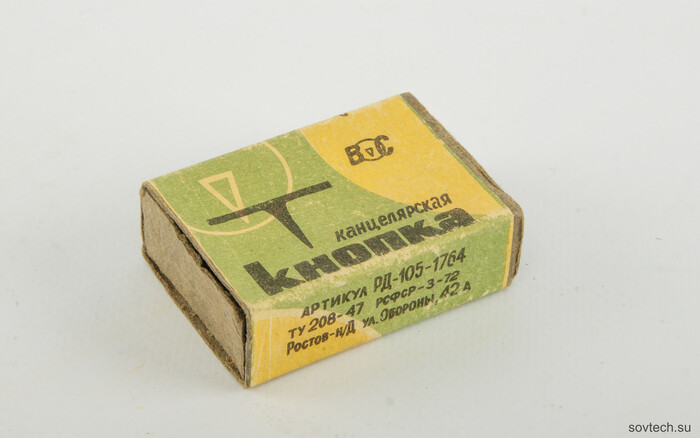 ВОС
канцелярская
кнопка
АРТИКУЛ РД-105-1764
ТУ 208-47 РСФСР-3-72
Ростов-н/Д ул. Обороны, 42 А
sovtech.su